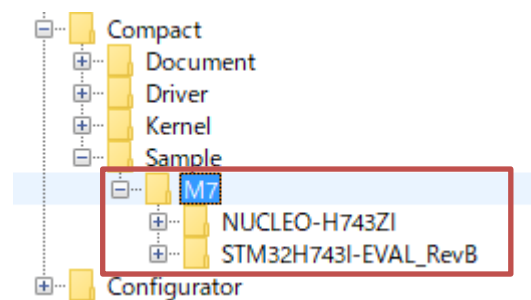 Compact
Document
Driver
Kernel
Sample
M7
NUCLEO-H743ZI
STM32H743I-EVAL_RevB
Configurator